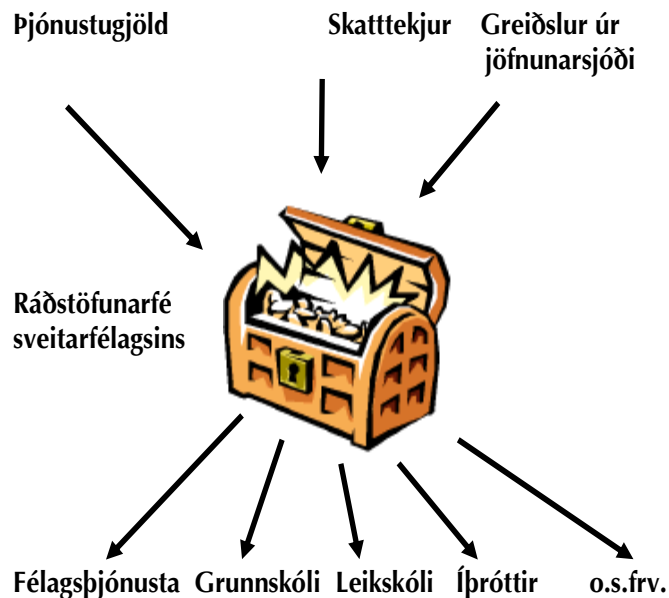 Þjónustugjöld
Skatttekjur
Greiðslur úr
jöfnunarsjóði
Ráðstöfunarfé
sveitarfélagsins
Félagsþjónusta
Grunnskóli
Leikskóli
Íþróttir
o.s.frv.